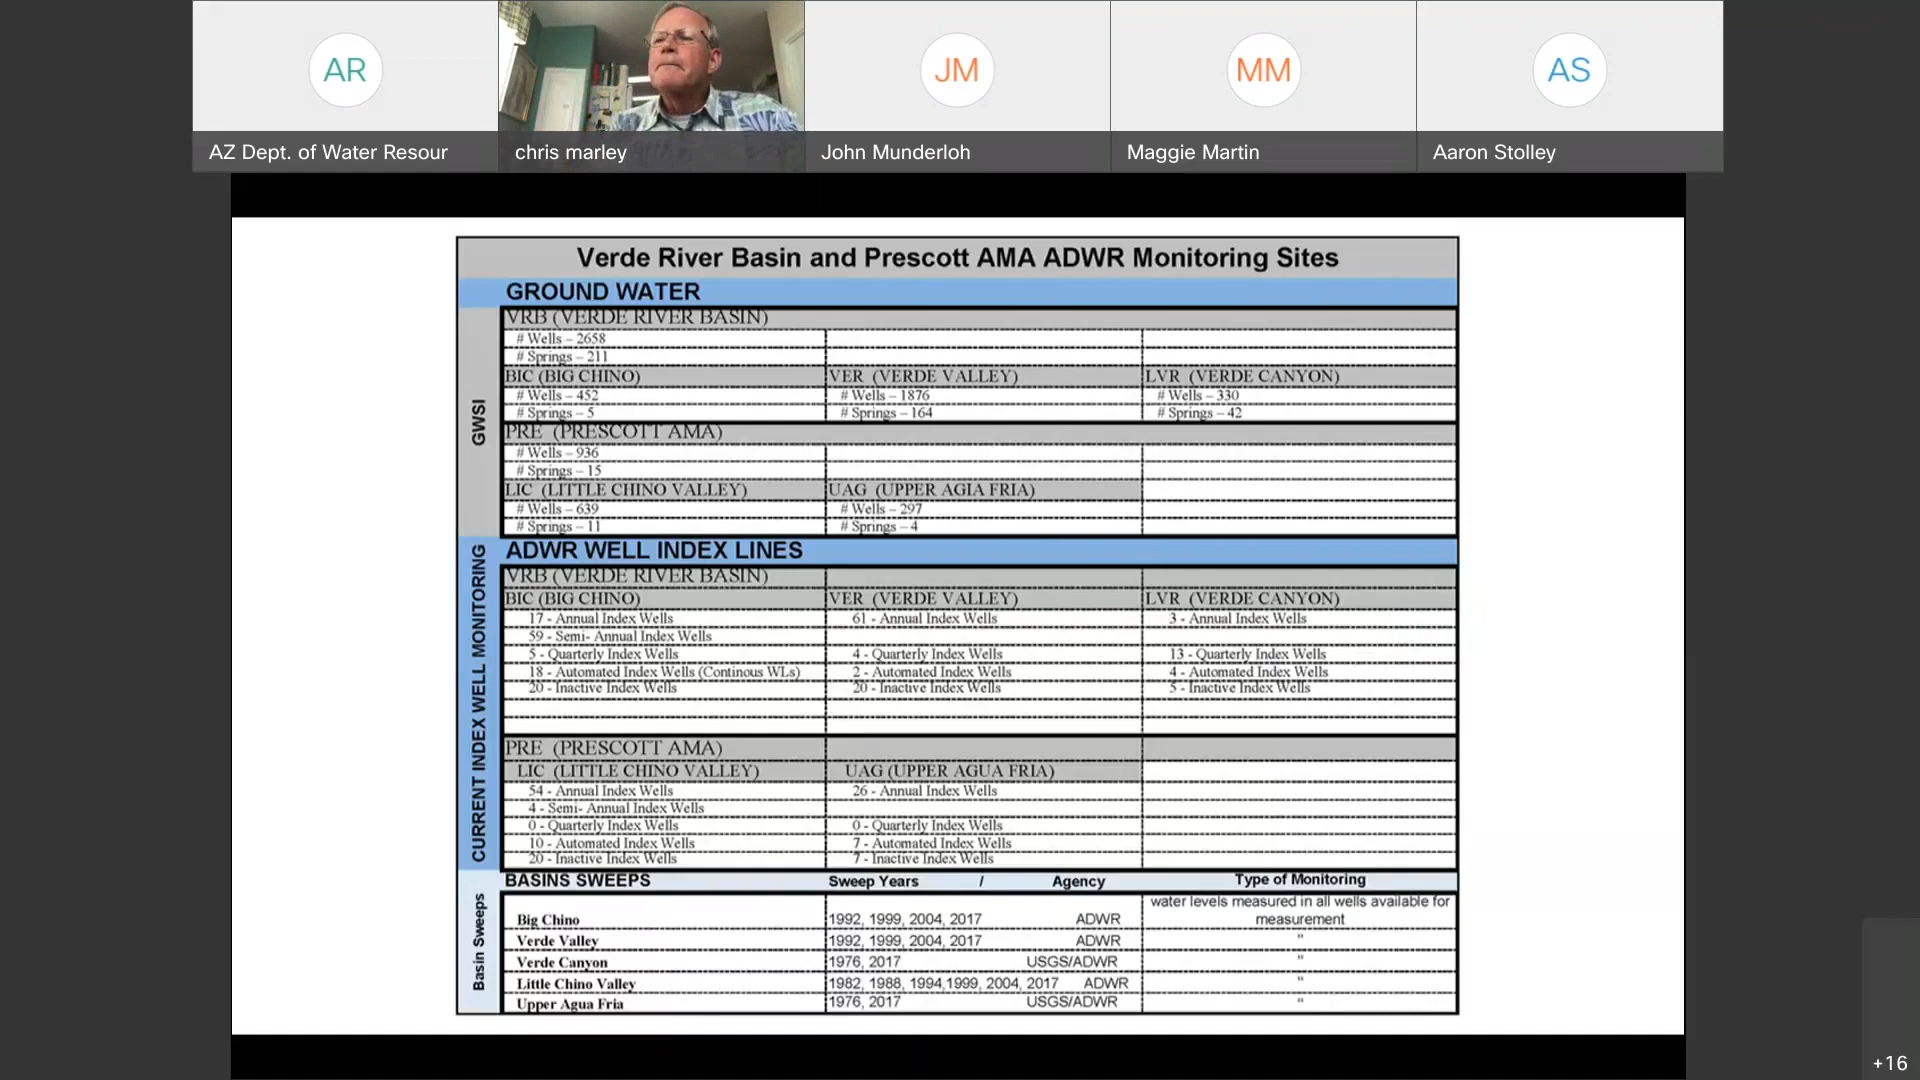 AR
JM
MM
AS
AZ Dept. of Water Resour
chris marley
John Munderloh
Maggie Martin
Aaron Stolley
Verde River Basin and Prescott AMA ADWR Monitoring Sites
GROUND WATER
GWSI
VRB (VERDE RIVER BASIN)
# Wells – 2658
# Springs – 211
BIC (BIG CHINO) VER (VERDE VALLEY) LVR (VERDE CANYON)
# Wells – 452 # Wells – 1876 # Wells – 330
# Springs – 5 # Springs – 164 # Springs – 42
PRE (PRESCOTT AMA)
# Wells – 936
# Springs – 15
LIC (LITTLE CHINO VALLEY) UAG (UPPER AGIA FRIA)
# Wells – 639 # Wells – 297
# Springs – 11 # Springs – 4
CURRENT INDEX WELL MONITORING
ADWR WELL INDEX LINES
VRB (VERDE RIVER BASIN)
BIC (BIG CHINO) VER (VERDE VALLEY) LVR (VERDE CANYON)
17 - Annual Index Wells 61 - Annual Index Wells 3 - Annual Index Wells
59 - Semi- Annual Index Wells
5 - Quarterly Index Wells 4 - Quarterly Index Wells 13 - Quarterly Index Wells
18 - Automated Index Wells (Continous WLs) 2 - Automated Index Wells 4 - Automated Index Wells
20 - Inactive Index Wells 20 - Inactive Index Wells 5 - Inactive Index Wells
PRE (PRESCOTT AMA)
LIC (LITTLE CHINO VALLEY) UAG (UPPER AGUA FRIA)
54 - Annual Index Wells 26 - Annual Index Wells
4 - Semi- Annual Index Wells
0 - Quarterly Index Wells 0 - Quarterly Index Wells
10 - Automated Index Wells 7 - Automated Index Wells
20 - Inactive Index Wells 7 - Inactive Index Wells
Basin Sweeps
BASINS SWEEPS Sweep Years / Agency Type of Monitoring
water levels measured in all wells available for
Big Chino 1992, 1999, 2004, 2017 ADWR measurement
Verde Valley 1992, 1999, 2004, 2017 ADWR "
Verde Canyon 1976, 2017 USGS/ADWR "
Little Chino Valley 1982, 1988, 1994,1999, 2004, 2017 ADWR "
Upper Agua Fria 1976, 2017 USGS/ADWR "
+16